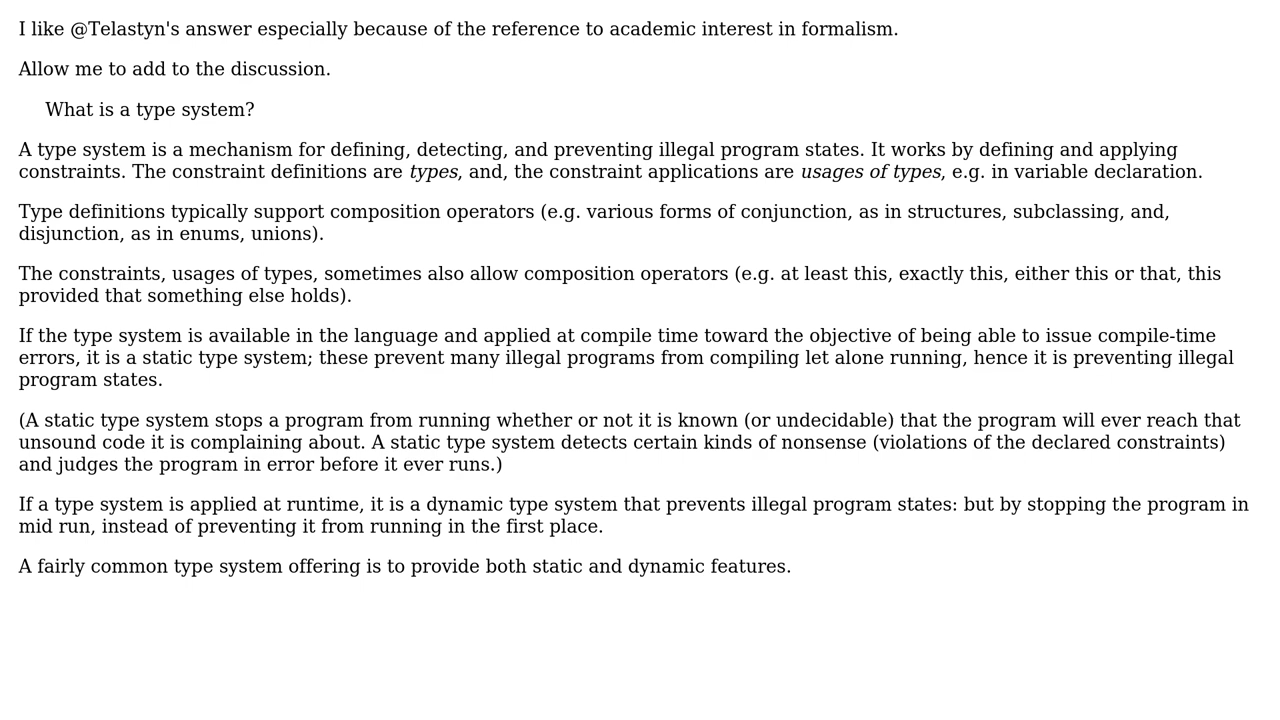 I like @Telastyn's answer especially because of the reference to academic interest in formalism.
Allow me to add to the discussion.
What is a type system?
A type system is a mechanism for defining, detecting, and preventing illegal program states. It works by defining and applying
constraints. The constraint definitions are types, and, the constraint applications are usages of types, e.g. in variable declaration.
Type definitions typically support composition operators (e.g. various forms of conjunction, as in structures, subclassing, and,
disjunction, as in enums, unions).
The constraints, usages of types, sometimes also allow composition operators (e.g. at least this, exactly this, either this or that, this
provided that something else holds).
If the type system is available in the language and applied at compile time toward the objective of being able to issue compile-time
errors, it is a static type system; these prevent many illegal programs from compiling let alone running, hence it is preventing illegal
program states.
(A static type system stops a program from running whether or not it is known (or undecidable) that the program will ever reach that
unsound code it is complaining about. A static type system detects certain kinds of nonsense (violations of the declared constraints)
and judges the program in error before it ever runs.)
If a type system is applied at runtime, it is a dynamic type system that prevents illegal program states: but by stopping the program in
mid run, instead of preventing it from running in the first place.
A fairly common type system offering is to provide both static and dynamic features.